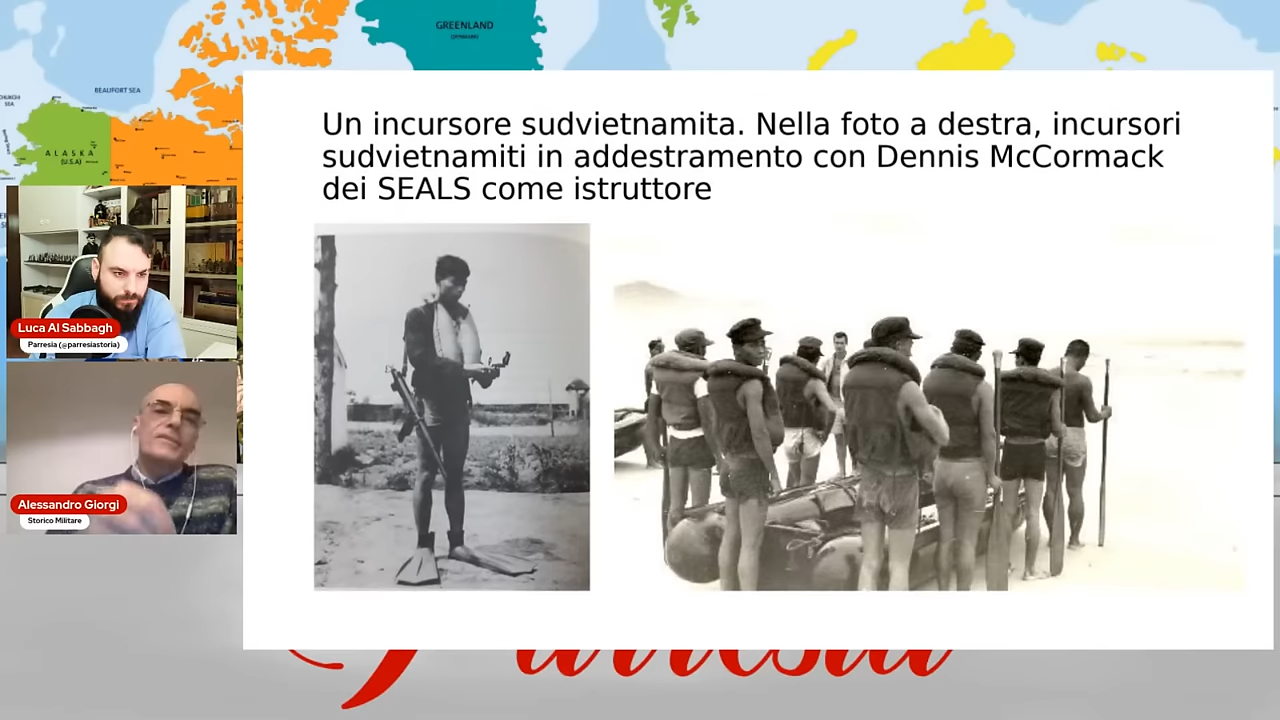 GREENLAND
(DENMARK)
BEAUFORT SEA
ALASKA
(U.S.A)
Un incursore sudvietnamita. Nella foto a destra, incursori
sudvietnamiti in addestramento con Dennis McCormack
dei SEALS come istruttore
Luca Al Sabbagh
Parresia (@parresiastoria)
Alessandro Giorgi
Storico Militare